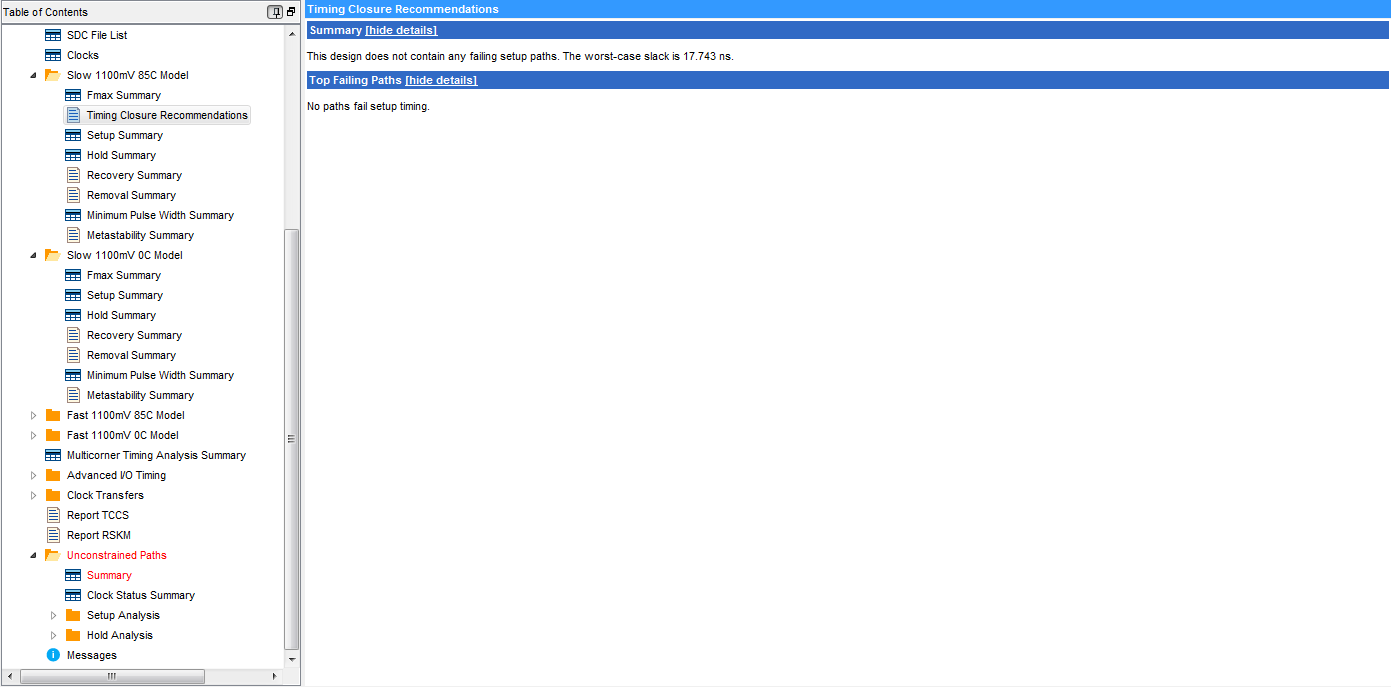 Table of Contents
SDC File List
Clocks
Slow 1100mV 85C Model
Fmax Summary
Timing Closure Recommendations
Setup Summary
Hold Summary
Recovery Summary
Removal Summary
Minimum Pulse Width Summary
Metastability Summary
Slow 1100mV 0C Model
Fmax Summary
Setup Summary
Hold Summary
Recovery Summary
Removal Summary
Minimum Pulse Width Summary
Metastability Summary
Fast 1100mV 85C Model
Fast 1100mV 0C Model
Multicorner Timing Analysis Summary
Advanced I/O Timing
Clock Transfers
Report TCCS
Report RSKM
Unconstrained Paths
Summary
Clock Status Summary
Setup Analysis
Hold Analysis
Messages
Timing Closure Recommendations
Summary [hide details]
This design does not contain any failing setup paths. The worst-case slack is 17.743 ns.
Top Failing Paths [hide details]
No paths fail setup timing.